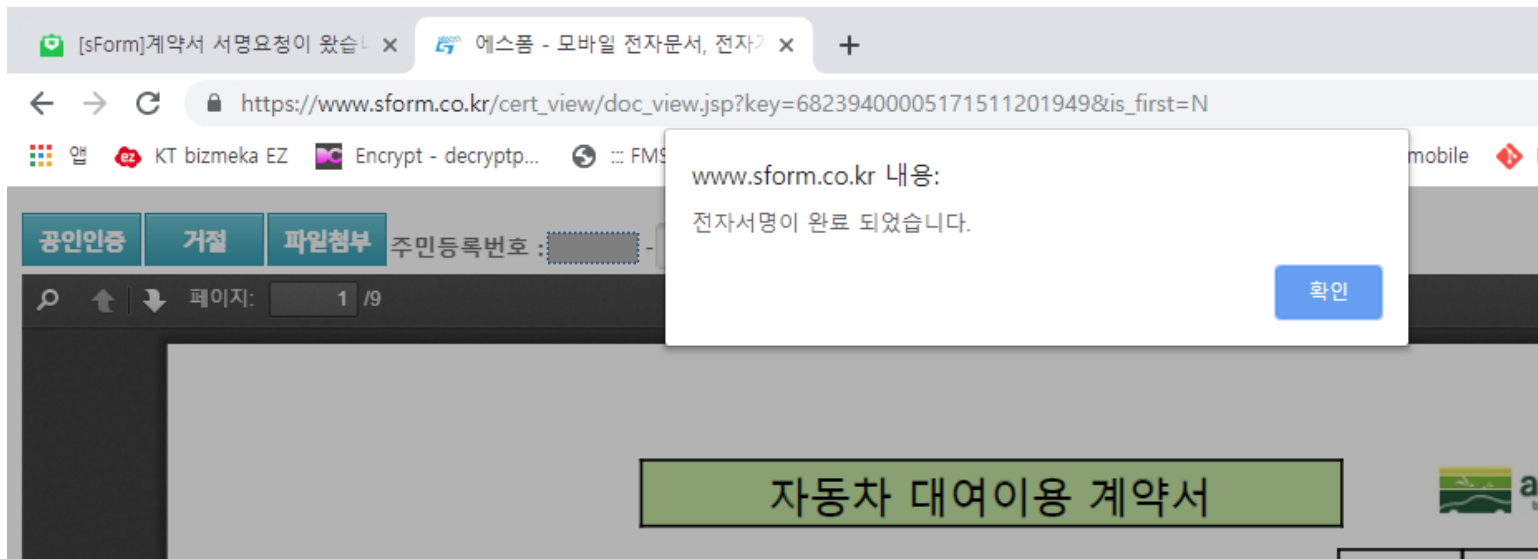 [sForm]계약서 서명요청이 왔습니
에스폼 - 모바일 전자문서, 전자
https://www.sform.co.kr/cert_view/doc_view.jsp?key=68239400005171511201949&is_first=N
앱 KT bizmeka EZ Encrypt - decryptp... ::: FMS mobile
www.sform.co.kr 내용:
전자서명이 완료 되었습니다.
확인
공인인증 거절 파일첨부 주민등록번호 : -
페이지: 1 /9
자동차 대여이용 계약서
a